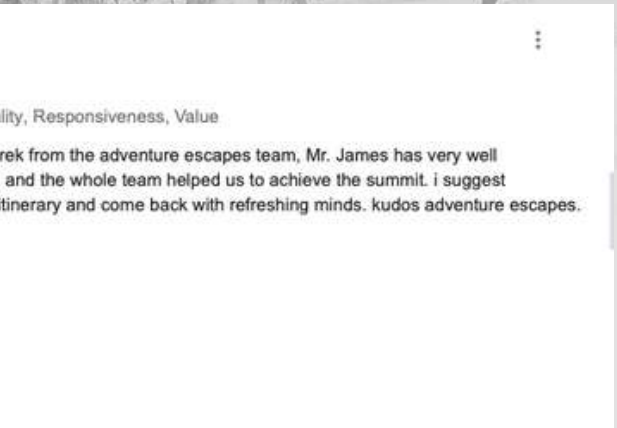 lity, Responsiveness, Value
rek from the adventure escapes team, Mr. James has very well
and the whole team helped us to achieve the summit. i suggest
itinerary and come back with refreshing minds. kudos adventure escapes.